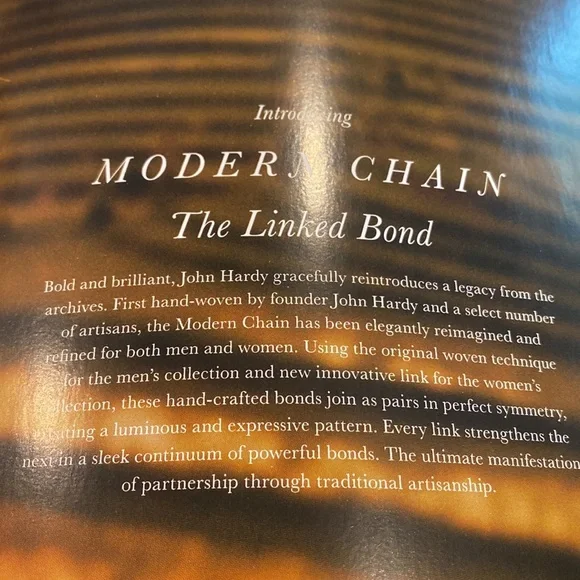 Introducing
MODERN CHAIN
The Linked Bond
Bold and brilliant, John Hardy gracefully reintroduces a legacy from the
archives. First hand-woven by founder John Hardy and a select number
of artisans, the Modern Chain has been elegantly reimagined and
refined for both men and women. Using the original woven technique
for the men's collection and new innovative link for the women's
collection, these hand-crafted bonds join as pairs in perfect symmetry,
creating a luminous and expressive pattern. Every link strengthens the
next in a sleek continuum of powerful bonds. The ultimate manifestation
of partnership through traditional artisanship.